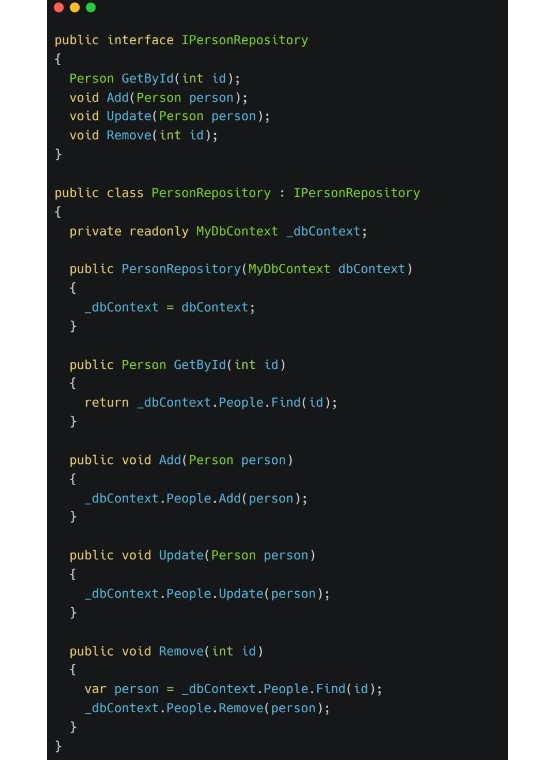 public interface IPersonRepository
{
  Person GetById(int id);
  void Add(Person person);
  void Update(Person person);
  void Remove(int id);
}
public class PersonRepository : IPersonRepository
{
  private readonly MyDbContext _dbContext;
  public PersonRepository(MyDbContext dbContext)
  {
    _dbContext = dbContext;
  }
  public Person GetById(int id)
  {
    return _dbContext.People.Find(id);
  }
  public void Add(Person person)
  {
    _dbContext.People.Add(person);
  }
  public void Update(Person person)
  {
    _dbContext.People.Update(person);
  }
  public void Remove(int id)
  {
    var person = _dbContext.People.Find(id);
    _dbContext.People.Remove(person);
  }
}